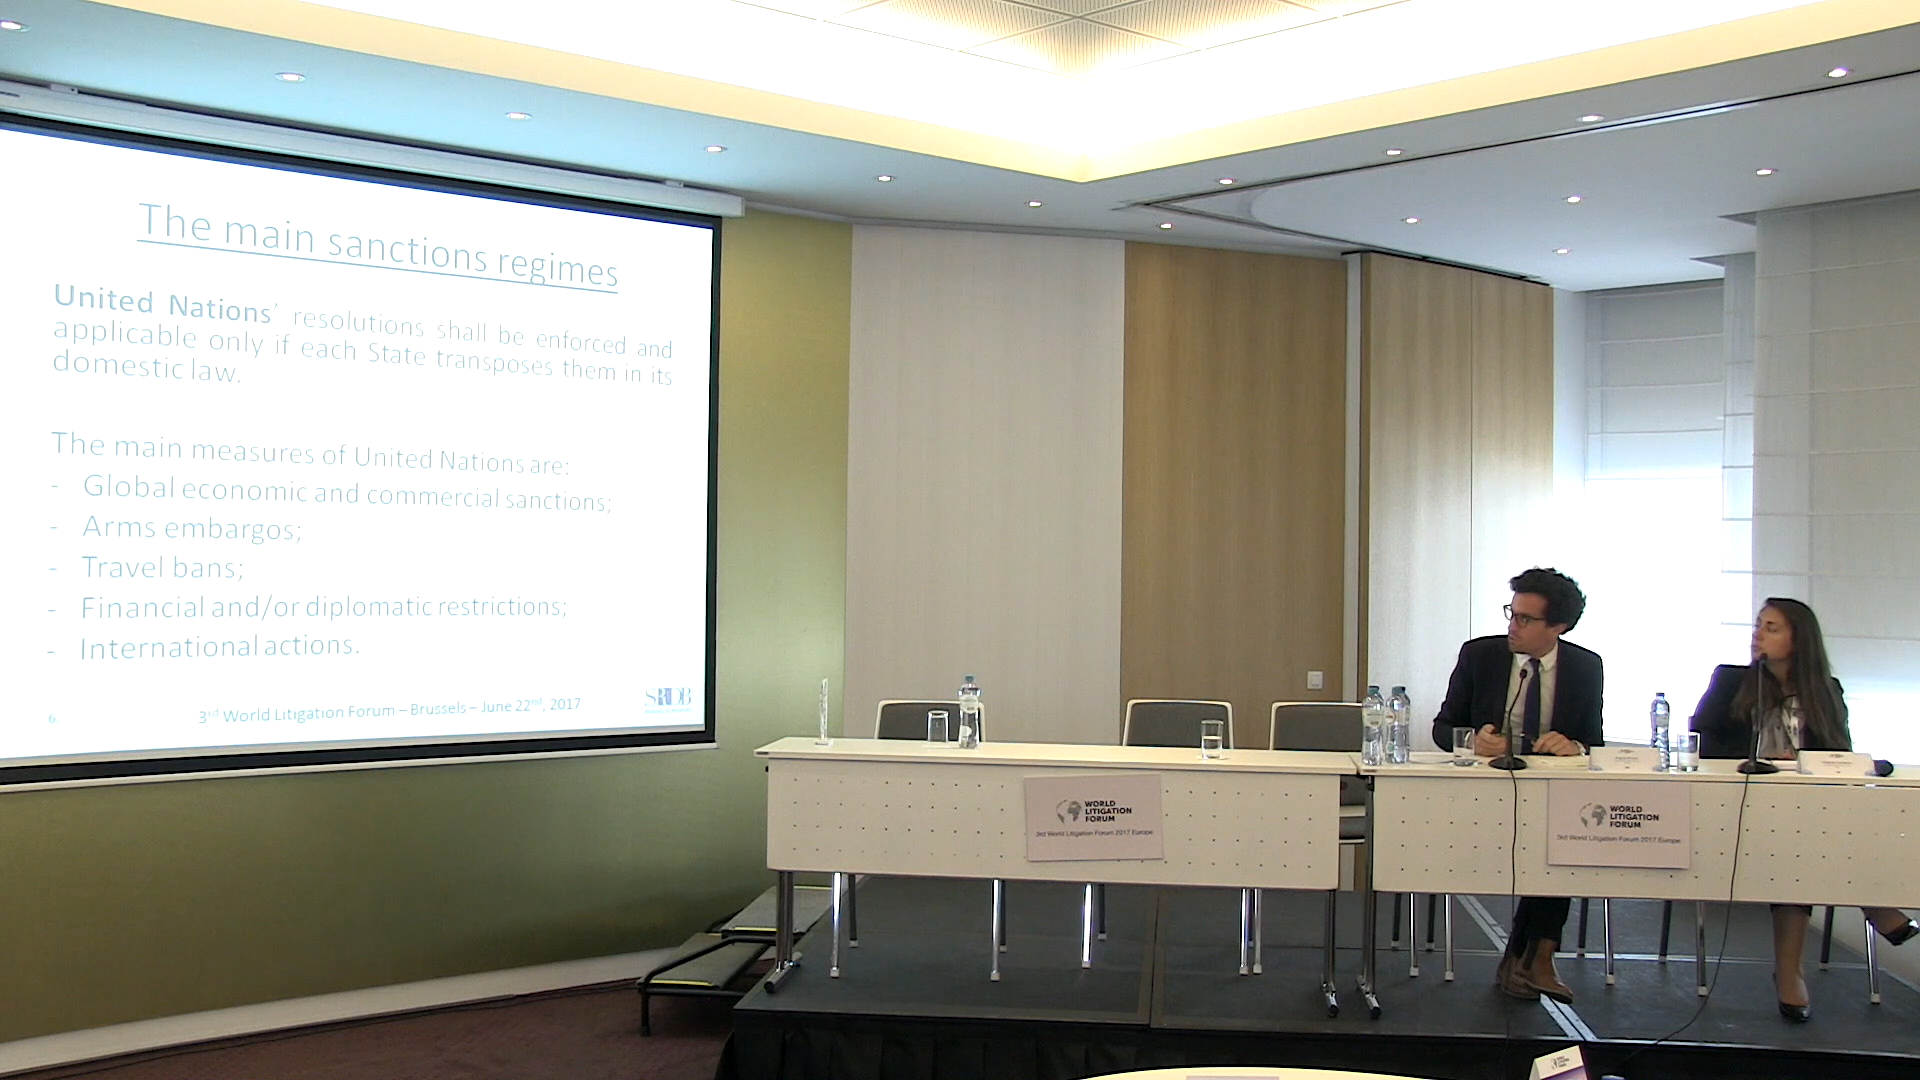 The main sanctions regimes
United Nations' resolutions shall be enforced and
applicable only if each State transposes them in its
domestic law.
The main measures of United Nations are:
- Global economic and commercial sanctions;
- Arms embargos;
- Travel bans;
- Financial and/or diplomatic restrictions;
- International actions.
6
3rd World Litigation Forum – Brussels – June 22nd, 2017
SRDB
WORLD
LITIGATION
FORUM
3rd World Litigation Forum 2017 Europe
WORLD
LITIGATION
FORUM
3rd World Litigation Forum 2017 Europe